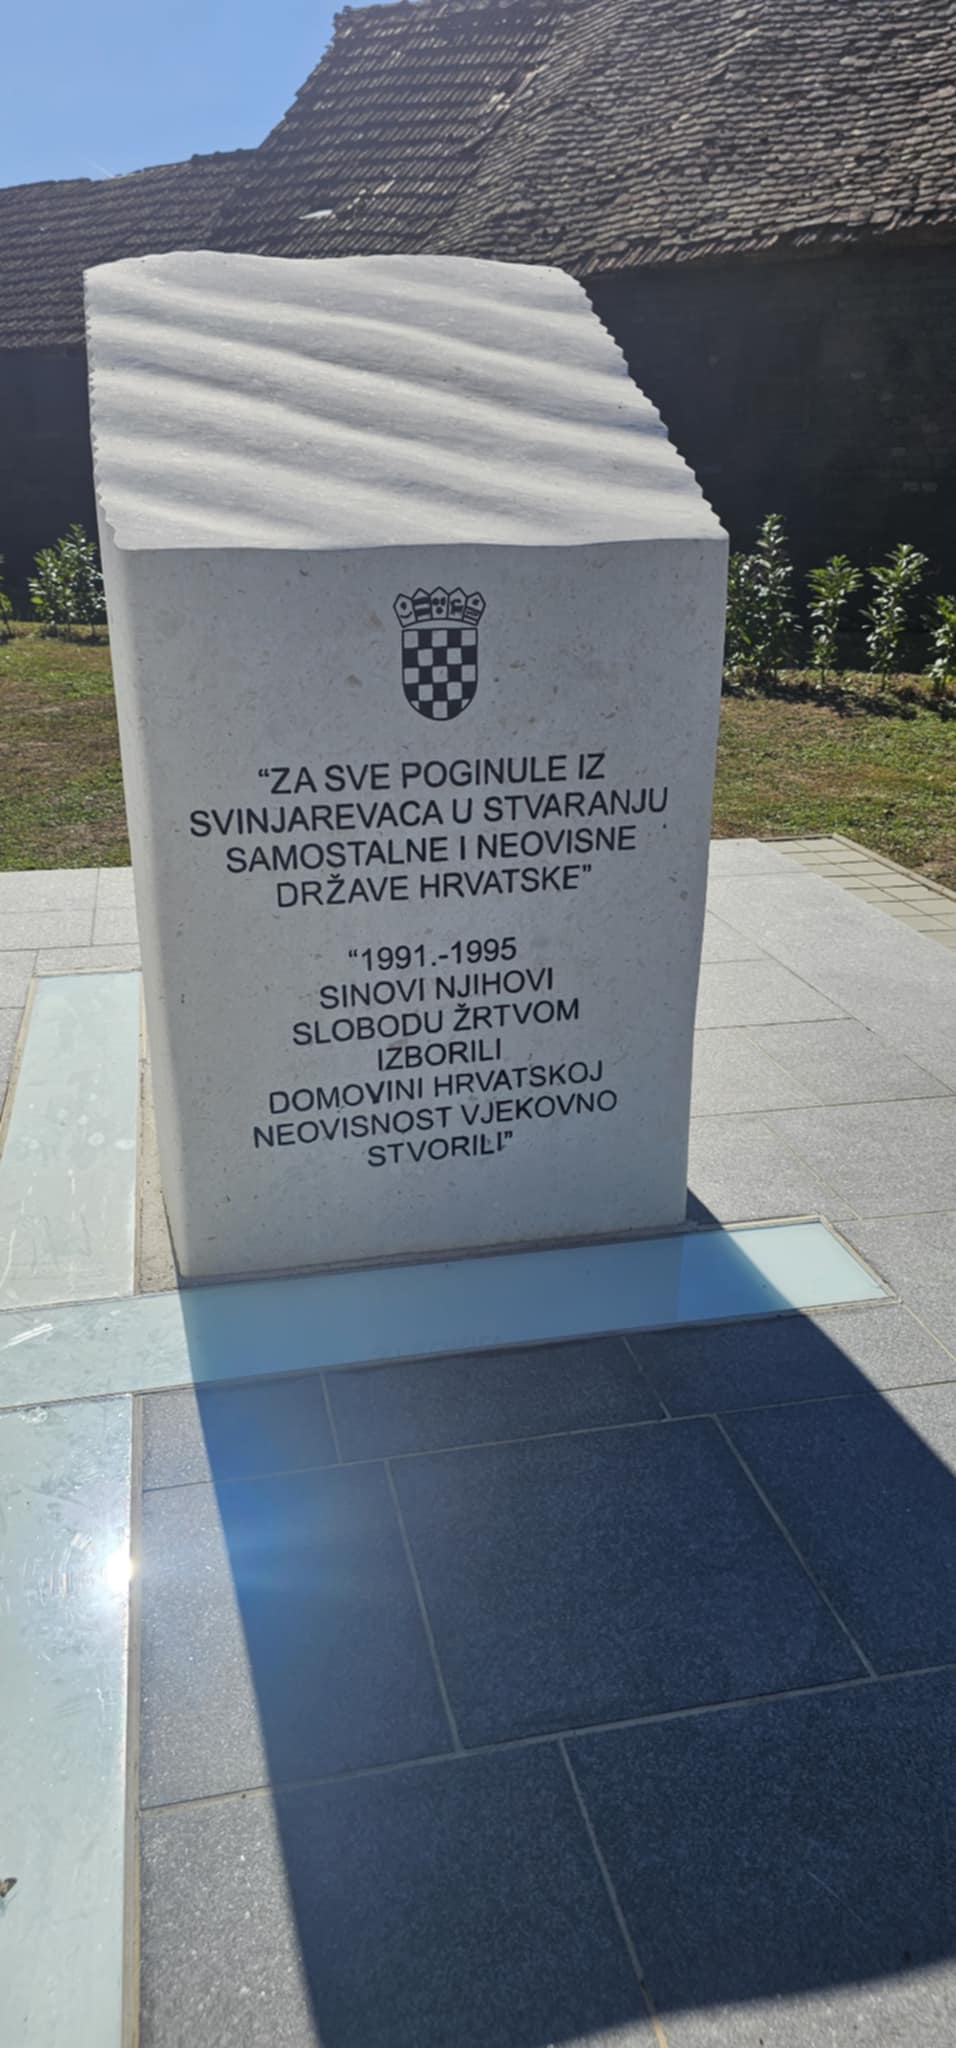 “ZA SVE POGINULE IZ
SVINJAREVACA U STVARANJU
SAMOSTALNE I NEOVISNE
DRŽAVE HRVATSKE”
“1991.-1995
SINOVI NJIHOVI
SLOBODU ŽRTVOM
IZBORILI
DOMOVINI HRVATSKOJ
NEOVISNOST VJEKOVNO
STVORILI”